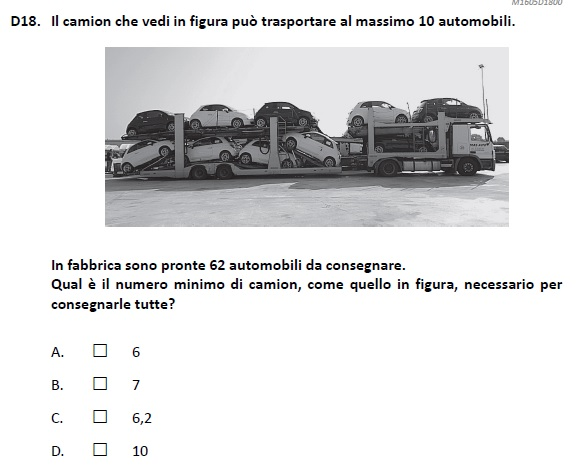 M1605D1800
D18. Il camion che vedi in figura può trasportare al massimo 10 automobili.
In fabbrica sono pronte 62 automobili da consegnare.
Qual è il numero minimo di camion, come quello in figura, necessario per
consegnarle tutte?
A. ☐ 6
B. ☐ 7
C. ☐ 6,2
D. ☐ 10